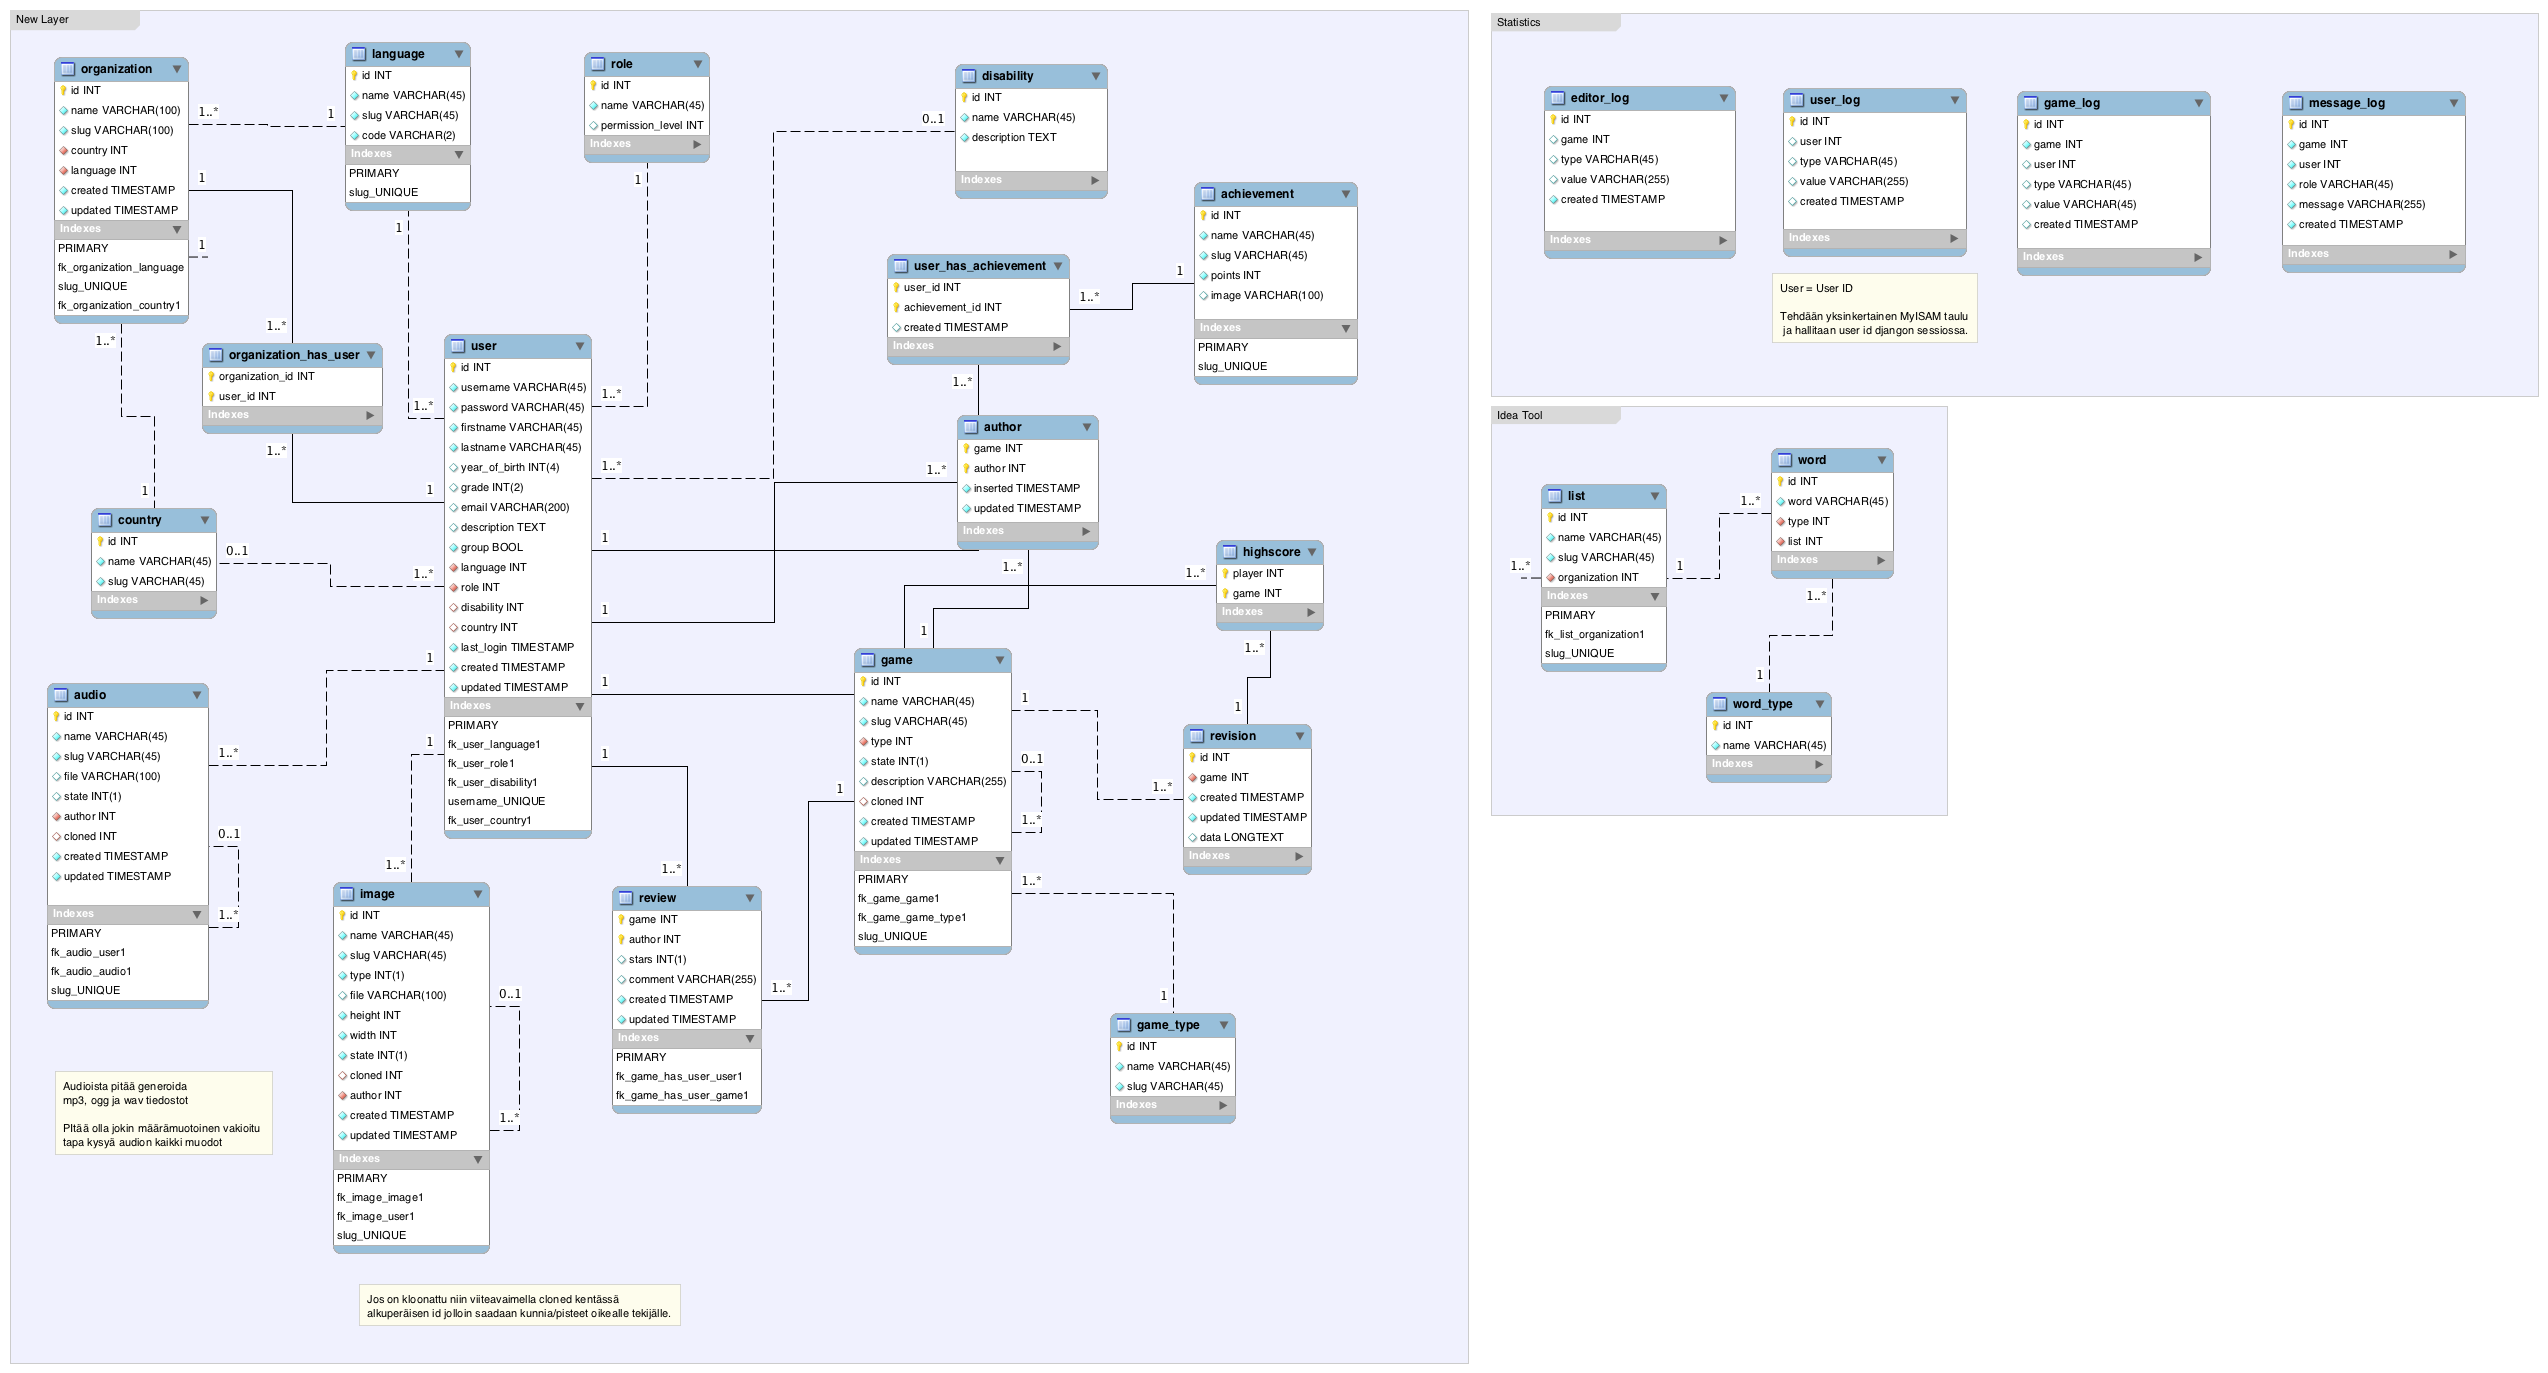 New Layer
organization
id INT
name VARCHAR(100)
slug VARCHAR(100)
country INT
language INT
created TIMESTAMP
updated TIMESTAMP
Indexes
PRIMARY
fk_organization_language
slug_UNIQUE
fk_organization_country1
1..*
1
1
1
1..*
1..*
language
id INT
name VARCHAR(45)
slug VARCHAR(45)
code VARCHAR(2)
Indexes
PRIMARY
slug_UNIQUE
1
1..*
role
id INT
name VARCHAR(45)
permission_level INT
Indexes
1
1..*
disability
id INT
name VARCHAR(45)
description TEXT
Indexes
0..1
1..*
achievement
id INT
name VARCHAR(45)
slug VARCHAR(45)
points INT
image VARCHAR(100)
Indexes
PRIMARY
slug_UNIQUE
1
1..*
user_has_achievement
user_id INT
achievement_id INT
created TIMESTAMP
Indexes
1..*
organization_has_user
organization_id INT
user_id INT
Indexes
1..*
1
user
id INT
username VARCHAR(45)
password VARCHAR(45)
firstname VARCHAR(45)
lastname VARCHAR(45)
year_of_birth INT(4)
grade INT(2)
email VARCHAR(200)
description TEXT
group BOOL
language INT
role INT
disability INT
country INT
last_login TIMESTAMP
created TIMESTAMP
updated TIMESTAMP
Indexes
PRIMARY
fk_user_language1
fk_user_role1
fk_user_disability1
username_UNIQUE
fk_user_country1
1
1
1
1
1
1
author
game INT
author INT
inserted TIMESTAMP
updated TIMESTAMP
Indexes
1..*
1..*
1
country
id INT
name VARCHAR(45)
slug VARCHAR(45)
Indexes
1
0..1
1..*
highscore
player INT
game INT
Indexes
1..*
1..*
1
game
id INT
name VARCHAR(45)
slug VARCHAR(45)
type INT
state INT(1)
description VARCHAR(255)
cloned INT
created TIMESTAMP
updated TIMESTAMP
Indexes
PRIMARY
fk_game_game1
fk_game_game_type1
slug_UNIQUE
1
0..1
1..*
1..*
1
revision
id INT
game INT
created TIMESTAMP
updated TIMESTAMP
data LONGTEXT
Indexes
1..*
audio
id INT
name VARCHAR(45)
slug VARCHAR(45)
file VARCHAR(100)
state INT(1)
author INT
cloned INT
created TIMESTAMP
updated TIMESTAMP
Indexes
PRIMARY
fk_audio_user1
fk_audio_audio1
slug_UNIQUE
1..*
0..1
1..*
image
id INT
name VARCHAR(45)
slug VARCHAR(45)
type INT(1)
file VARCHAR(100)
height INT
width INT
state INT(1)
cloned INT
author INT
created TIMESTAMP
updated TIMESTAMP
Indexes
PRIMARY
fk_image_image1
fk_image_user1
slug_UNIQUE
1..*
0..1
1..*
review
game INT
author INT
stars INT(1)
comment VARCHAR(255)
created TIMESTAMP
updated TIMESTAMP
Indexes
PRIMARY
fk_game_has_user_user1
fk_game_has_user_game1
1..*
1..*
game_type
id INT
name VARCHAR(45)
slug VARCHAR(45)
Indexes
1
Audioista pitää generoida
mp3, ogg ja wav tiedostot
PItää olla jokin määrämuotoinen vakioitu
tapa kysyä audion kaikki muodot
Jos on kloonattu niin viiteavaimella cloned kentässä
alkuperäisen id jolloin saadaan kunnia/pisteet oikealle tekijälle.
Statistics
editor_log
id INT
game INT
type VARCHAR(45)
value VARCHAR(255)
created TIMESTAMP
Indexes
user_log
id INT
user INT
type VARCHAR(45)
value VARCHAR(255)
created TIMESTAMP
Indexes
game_log
id INT
game INT
user INT
type VARCHAR(45)
value VARCHAR(45)
created TIMESTAMP
Indexes
message_log
id INT
game INT
user INT
role VARCHAR(45)
message VARCHAR(255)
created TIMESTAMP
Indexes
User = User ID
Tehdään yksinkertainen MyISAM taulu
ja hallitaan user id djangon sessiossa.
Idea Tool
list
id INT
name VARCHAR(45)
slug VARCHAR(45)
organization INT
Indexes
PRIMARY
fk_list_organization1
slug_UNIQUE
1..*
1
word
id INT
word VARCHAR(45)
type INT
list INT
Indexes
1..*
1..*
1
word_type
id INT
name VARCHAR(45)
Indexes